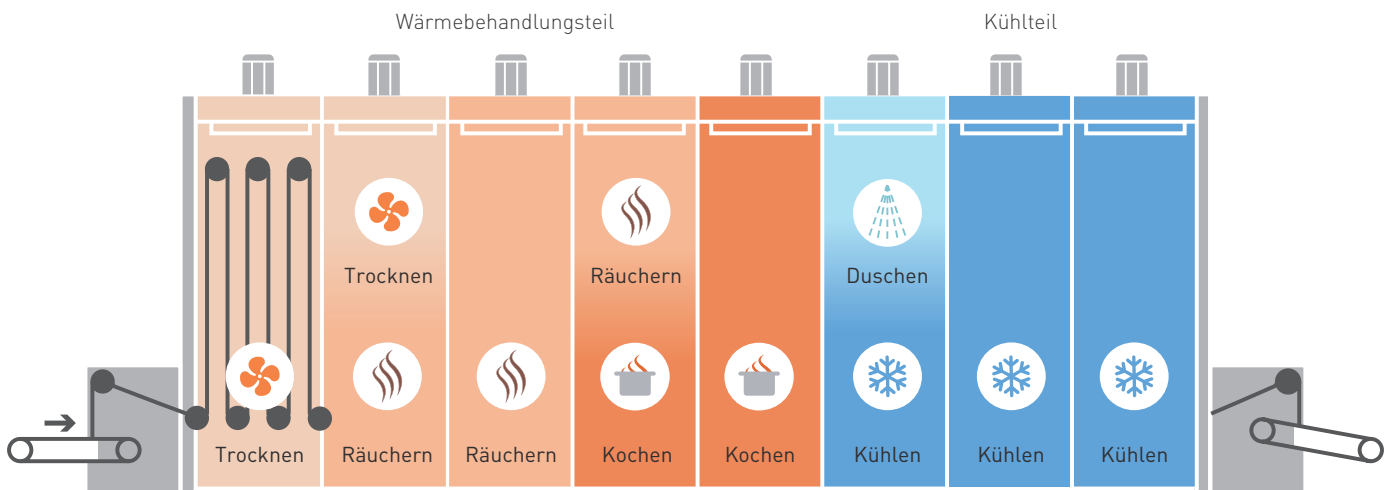 Wärmebehandlungsteil Kühlteil
Trocknen Räuchern Duschen
Trocknen Räuchern Räuchern Kochen Kochen Kühlen Kühlen Kühlen